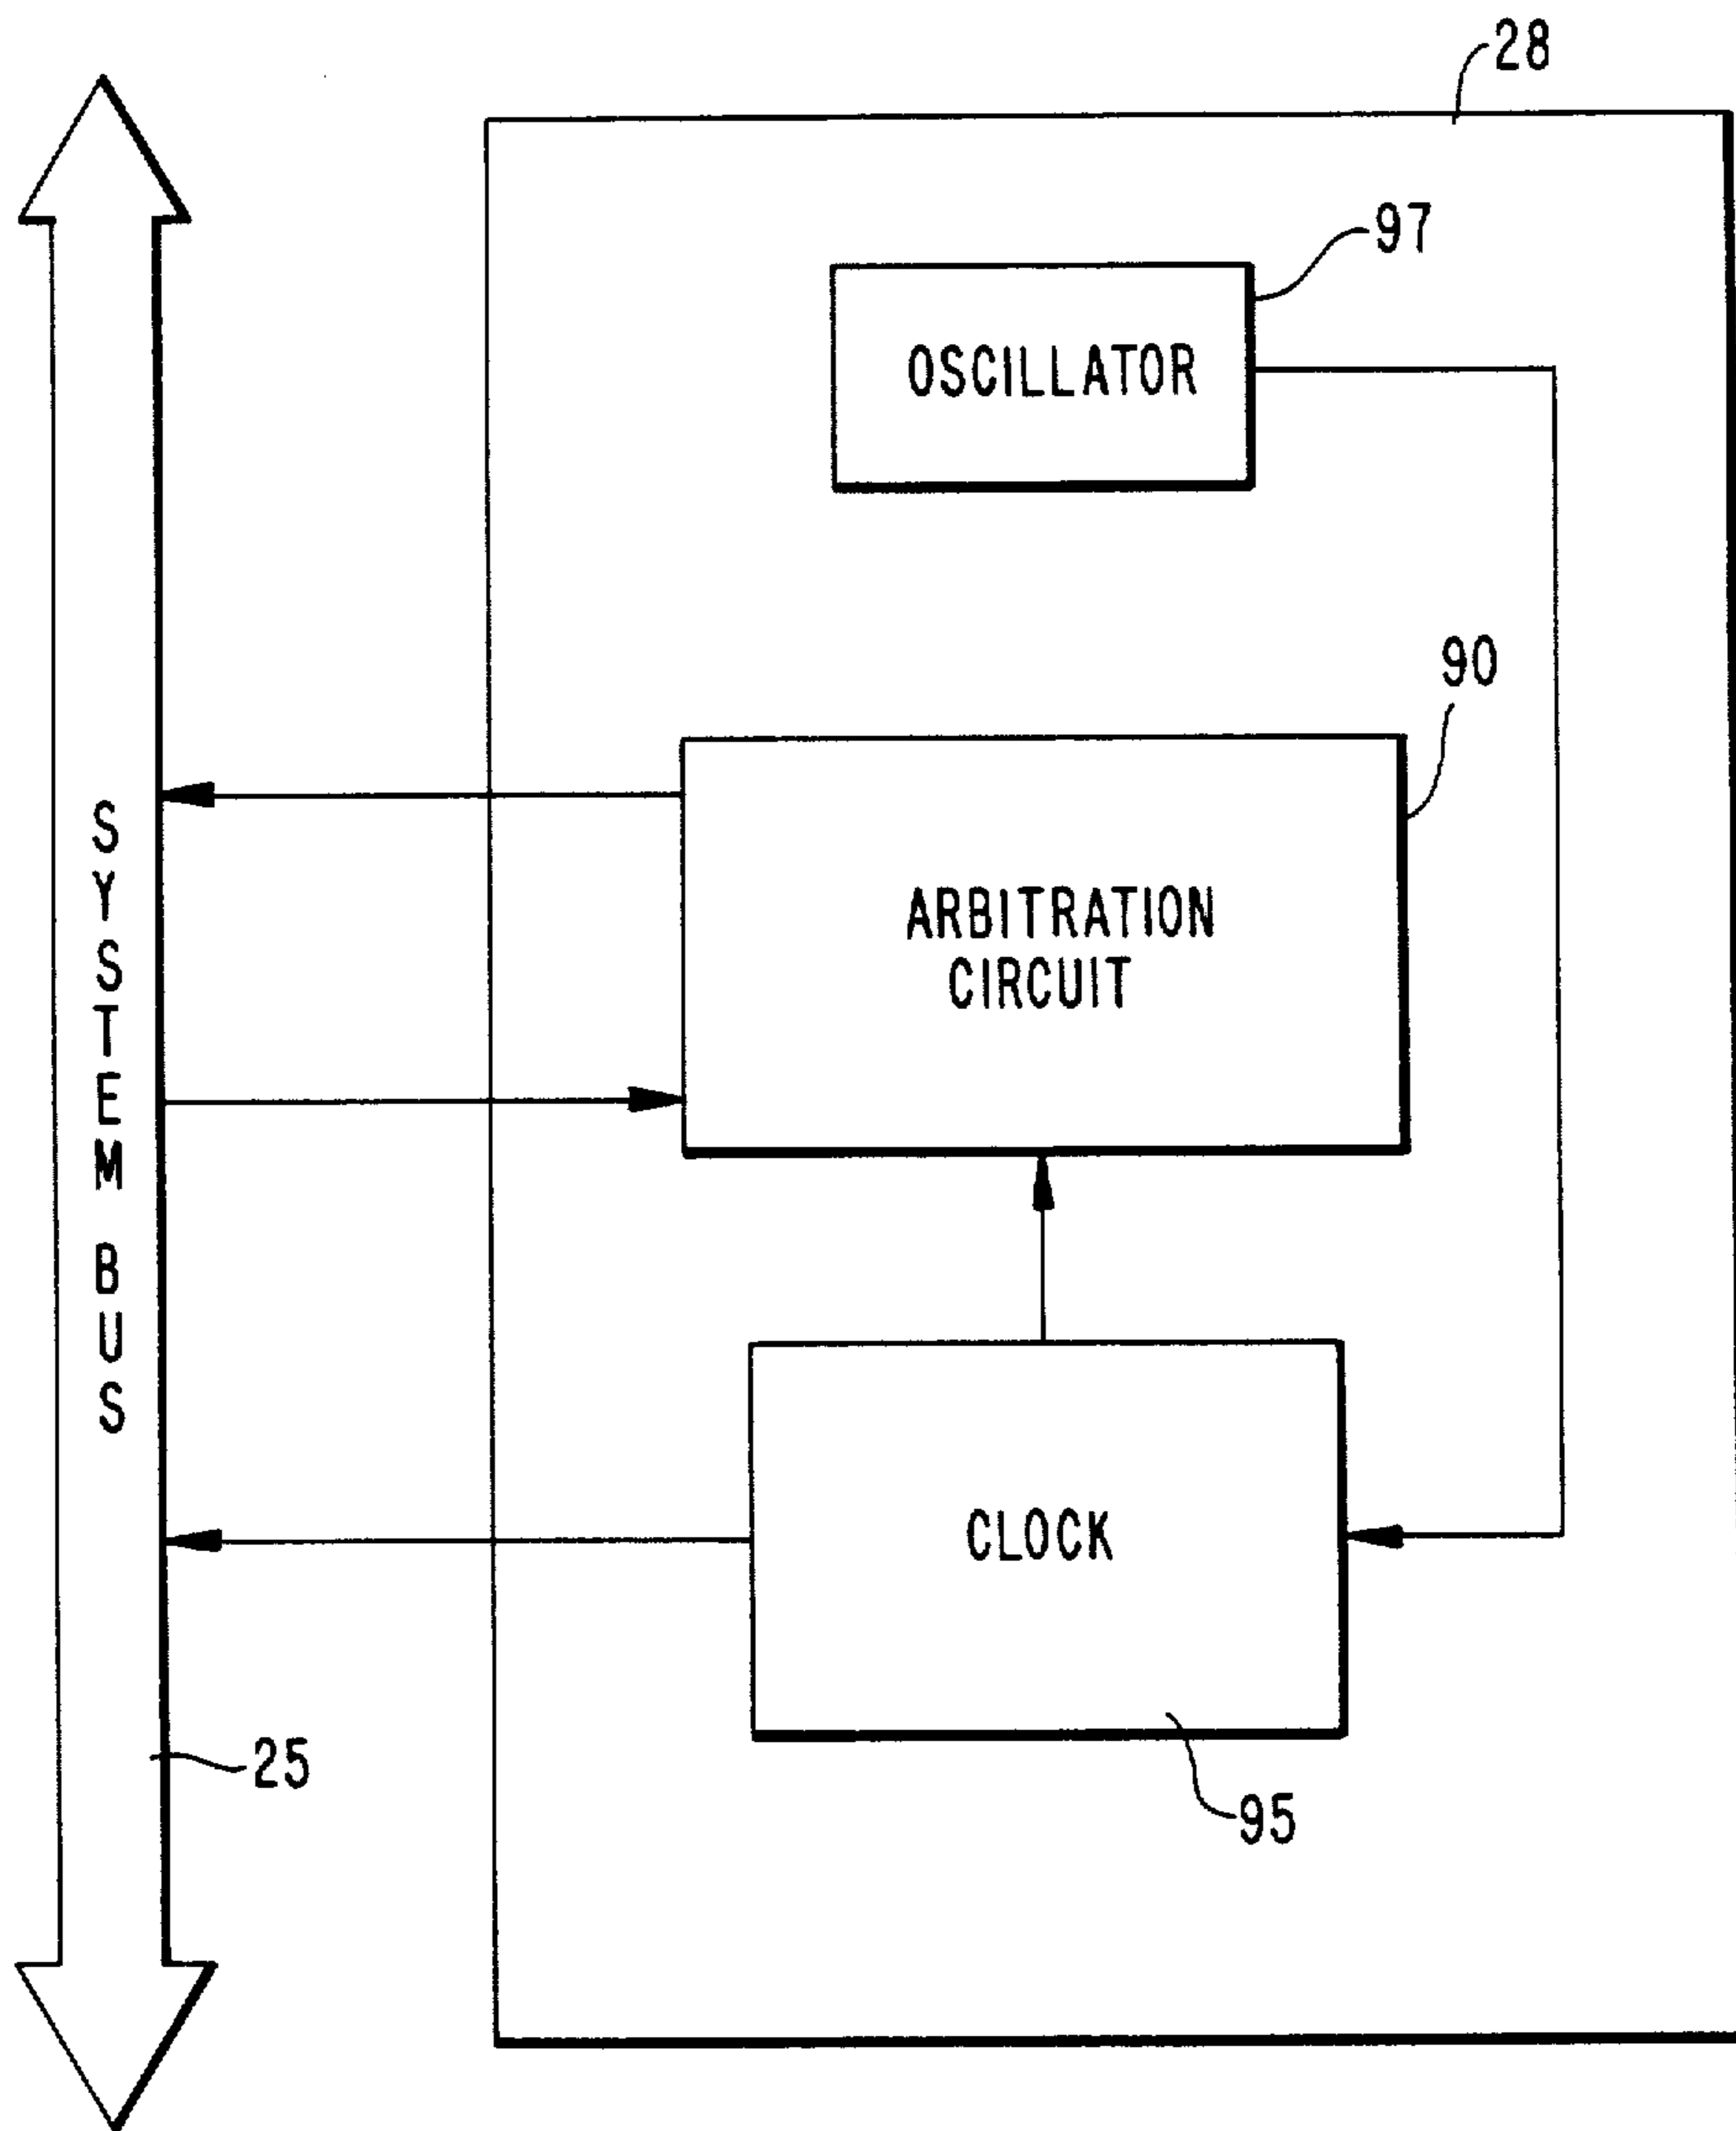 28
97
OSCILLATOR
90
ARBITRATION
CIRCUIT
SYSTEM BUS
CLOCK
25
95